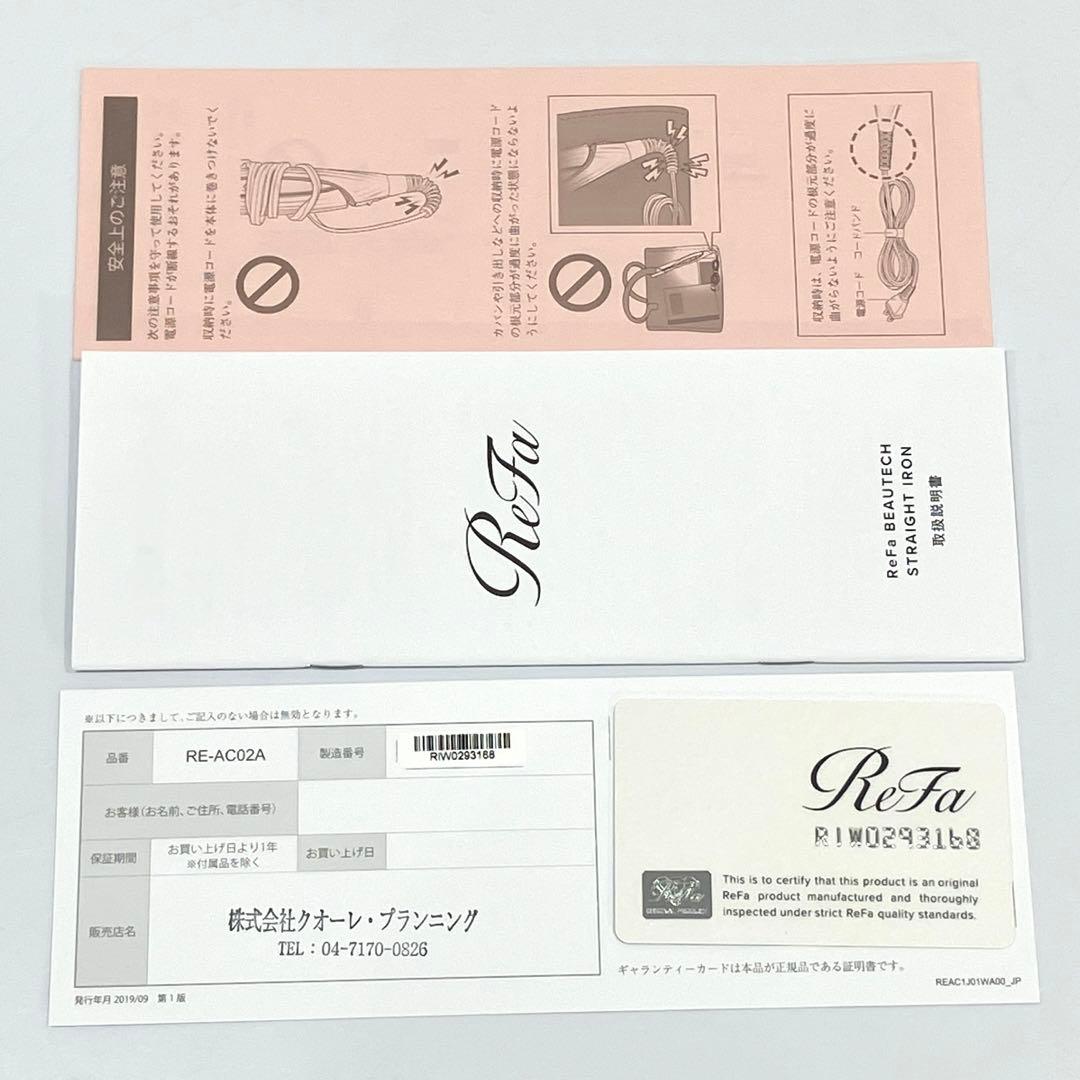 安全上のご注意
次の注意事項を守って使用してください。
電源コードが断線するおそれがあります。
収納時に電源コードを本体に巻きつけないでく
ださい。
カバンや引き出しなどへの収納時に電源コード
の根元部分が過度に曲がった状態にならないよ
うにしてください。
収納時は、電源コードの根元部分が過度に
曲がらないようにご注意ください。
電源コード コードバンド
ReFa
ReFa BEAUTECH
STRAIGHT IRON
取扱説明書
※以下につきまして、ご記入のない場合は無効となります。
品番 RE-AC02A 製造番号 RIW0293168
お客様(お名前、ご住所、電話番号)
保証期間 お買い上げ日より1年 お買い上げ日
※付属品を除く
販売店名 株式会社クオーレ・プランニング
TEL:04-7170-0826
発行年月 2019/09 第1版
ReFa
RIW0293168
This is to certify that this product is an original
ReFa product manufactured and thoroughly
inspected under strict ReFa quality standards.
ギャランティーカードは本品が正規品である証明書です。
REAC1J01WA00_JP